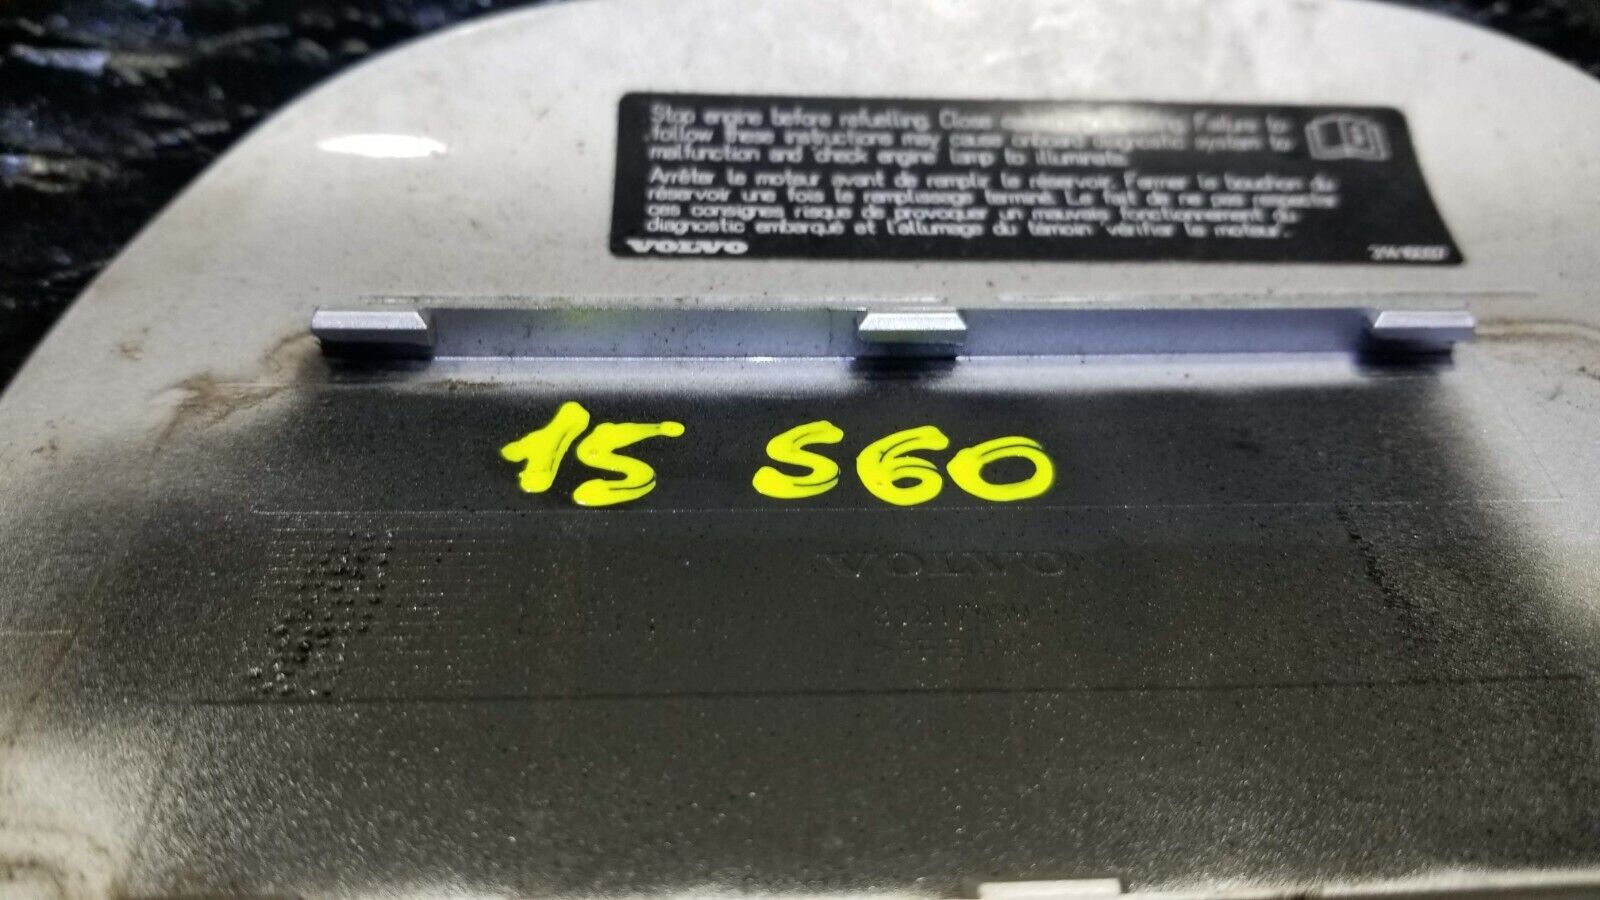 Stop engine before refuelling. Close Failure to
follow these instructions may cause onboard diagnostic system to
malfunction and "check engine" lamp to illuminate.
Arrêter le moteur avant de remplir le réservoir. Fermer le bouchon du
réservoir une fois le remplissage terminé. Le fait de ne pas respecter
ces consignes risque de provoquer un mauvais fonctionnement du
diagnostic embarqué et l'allumage du témoin "vérifier le moteur".
VOLVO
15 S60
VOLVO